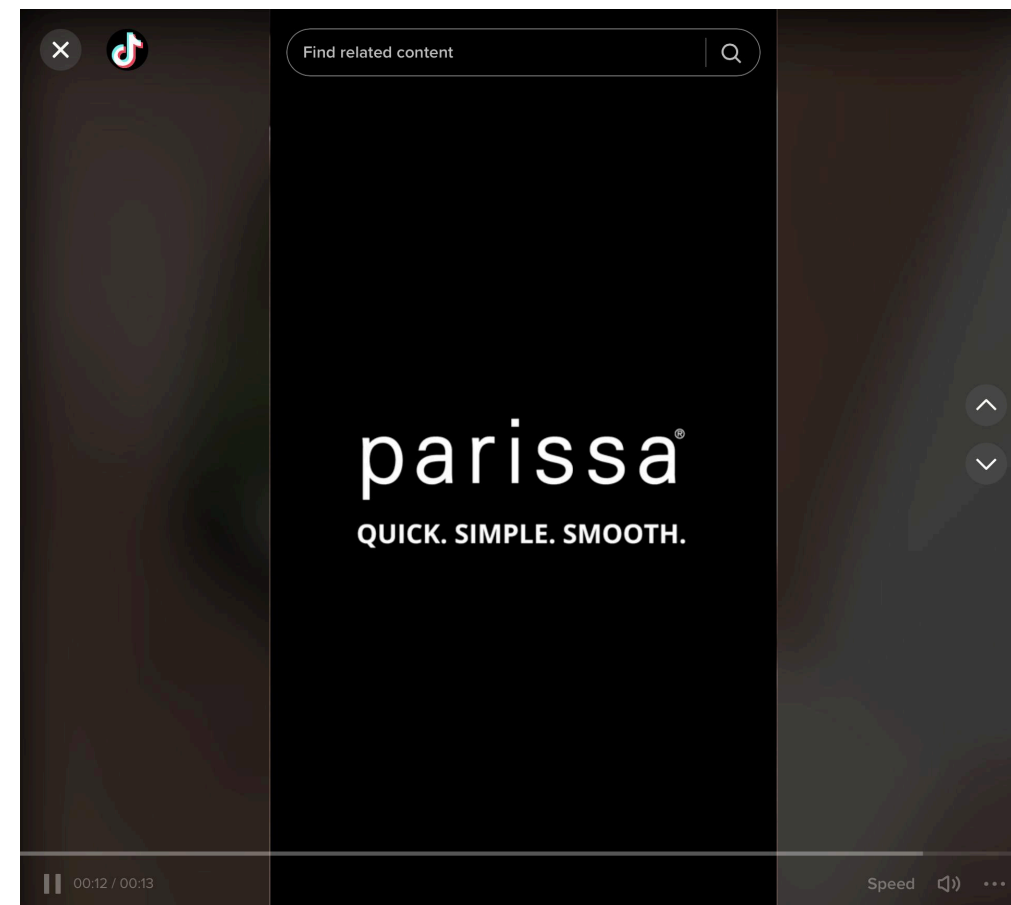 Find related content
parissa®
QUICK. SIMPLE. SMOOTH.
00:12 / 00:13
Speed